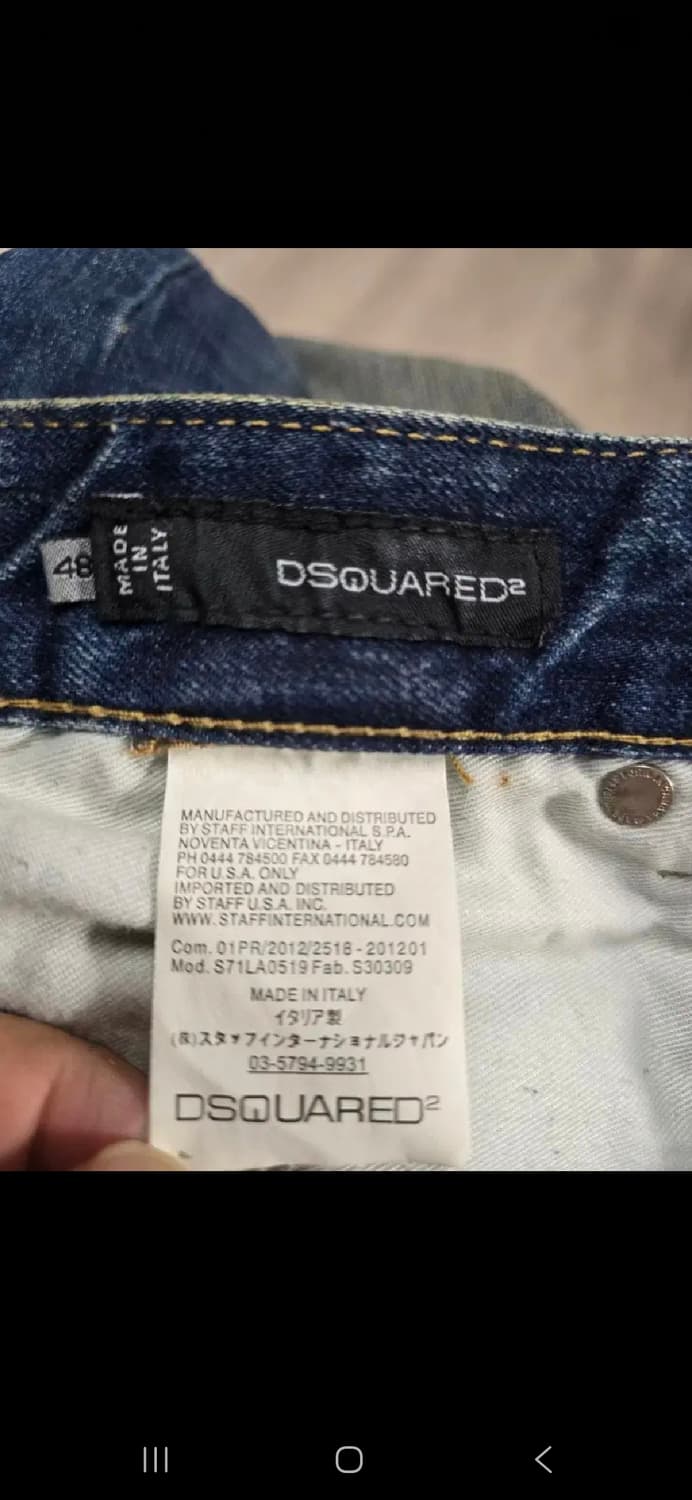 48
MADE
IN
ITALY
DSQUARED2
MANUFACTURED AND DISTRIBUTED
BY STAFF INTERNATIONAL S.P.A.
NOVENTA VICENTINA - ITALY
PH 0444 784500 FAX 0444 784580
FOR U.S.A. ONLY
IMPORTED AND DISTRIBUTED
BY STAFF U.S.A. INC.
WWW. STAFFINTERNATIONAL.COM
Com. 01PR/2012/2518 - 201201
Mod. S71LA0519 Fab. S30309
MADE IN ITALY
イタリア製
(株)スタッフインターナショナルジャパン
03-5794-9931
DSQUARED2